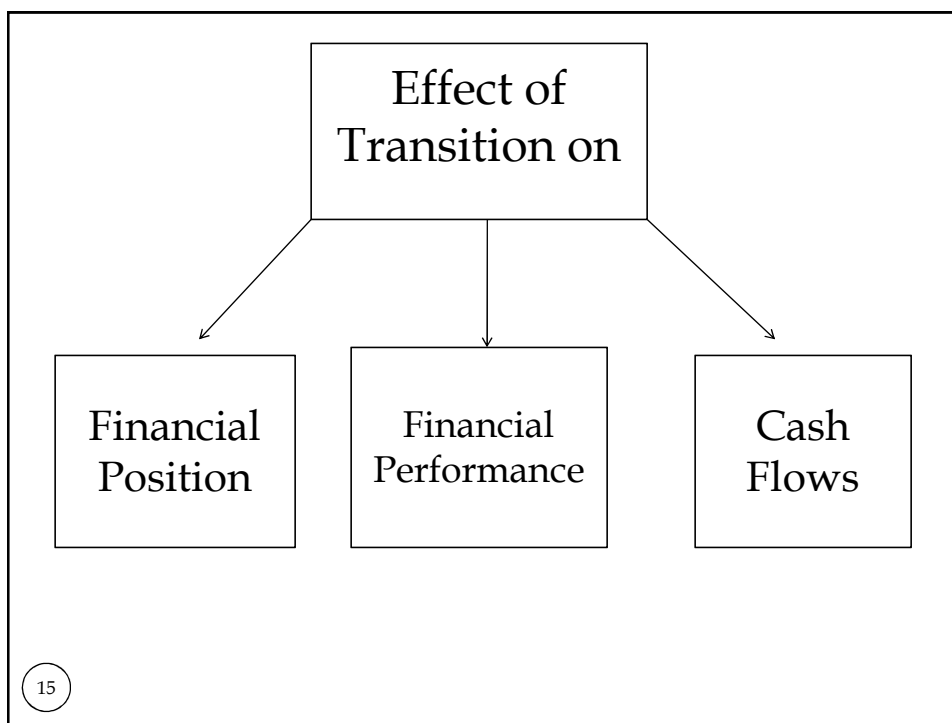 Effect of
Transition on
Financial
Position
Financial
Performance
Cash
Flows
15